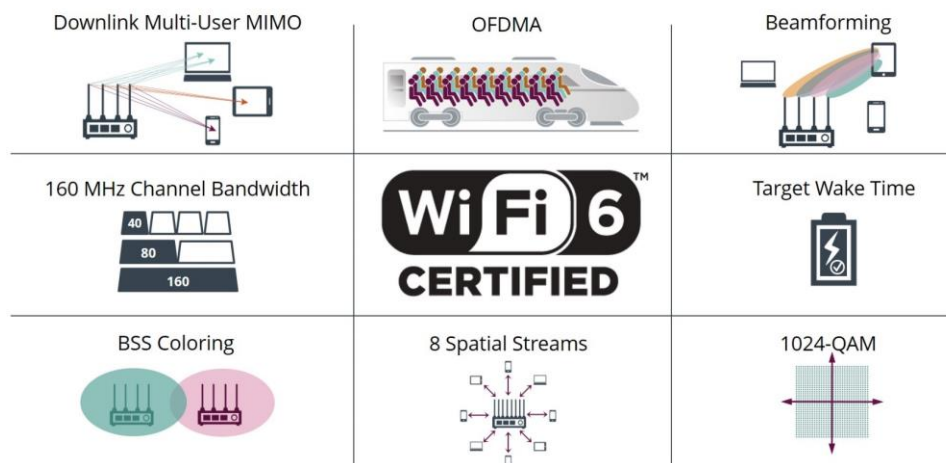 Downlink Multi-User MIMO
OFDMA
Beamforming
160 MHz Channel Bandwidth
40
80
160
Wi Fi 6 ™
CERTIFIED
Target Wake Time
BSS Coloring
8 Spatial Streams
1024-QAM